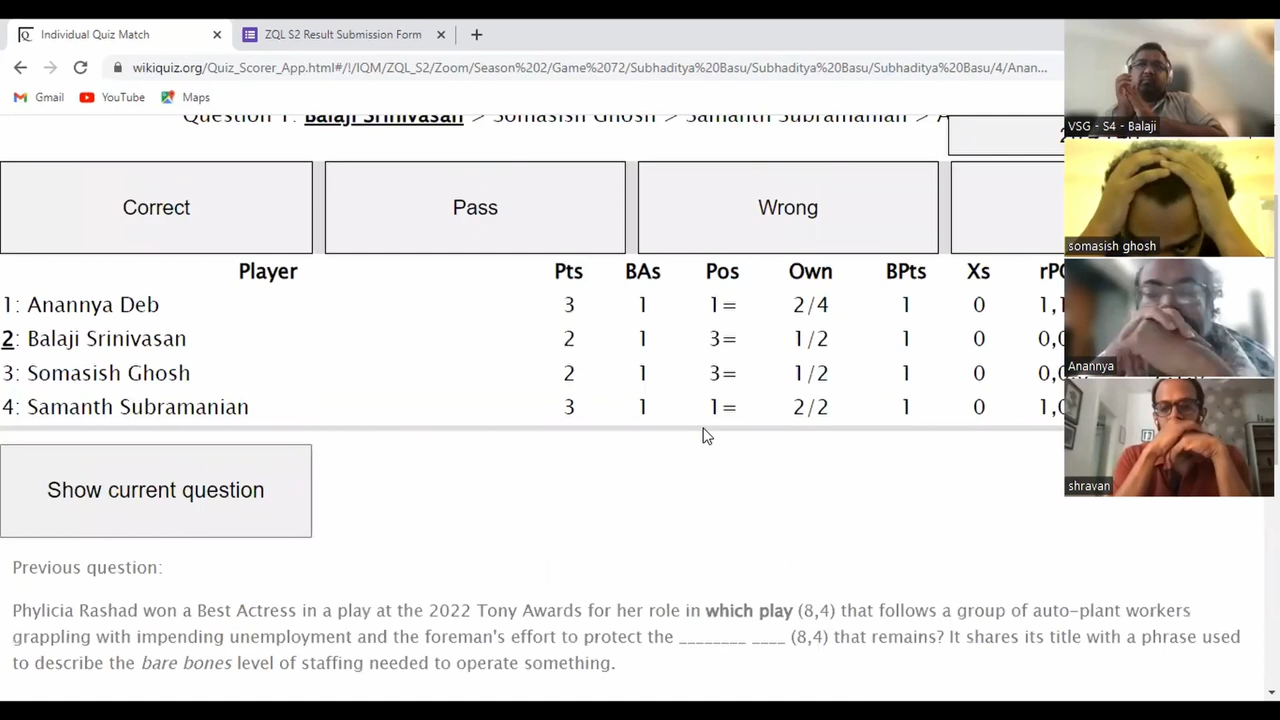 Individual Quiz Match
ZQL S2 Result Submission Form
wikiquiz.org/Quiz_Scorer_App.html#/I/IQM/ZQL_S2/Zoom/Season%202/Game%2072/Subhaditya%20Basu/Subhaditya%20Basu/Subhaditya%20Basu/4/Anan...
Gmail YouTube Maps
Question 1: Balaji Srinivasan > Somasish Ghosh > Samanth Subramanian >
Correct Pass Wrong
Player Pts BAs Pos Own BPts Xs
1: Anannya Deb 3 1 1= 2/4 1 0
2: Balaji Srinivasan 2 1 3= 1/2 1 0
3: Somasish Ghosh 2 1 3= 1/2 1 0
4: Samanth Subramanian 3 1 1= 2/2 1 0
Show current question
Previous question:
Phylicia Rashad won a Best Actress in a play at the 2022 Tony Awards for her role in which play (8,4) that follows a group of auto-plant workers
grappling with impending unemployment and the foreman's effort to protect the ________ ____ (8,4) that remains? It shares its title with a phrase used
to describe the bare bones level of staffing needed to operate something.
VSG - S4 - Balaji
somasish ghosh
Anannya
shravan